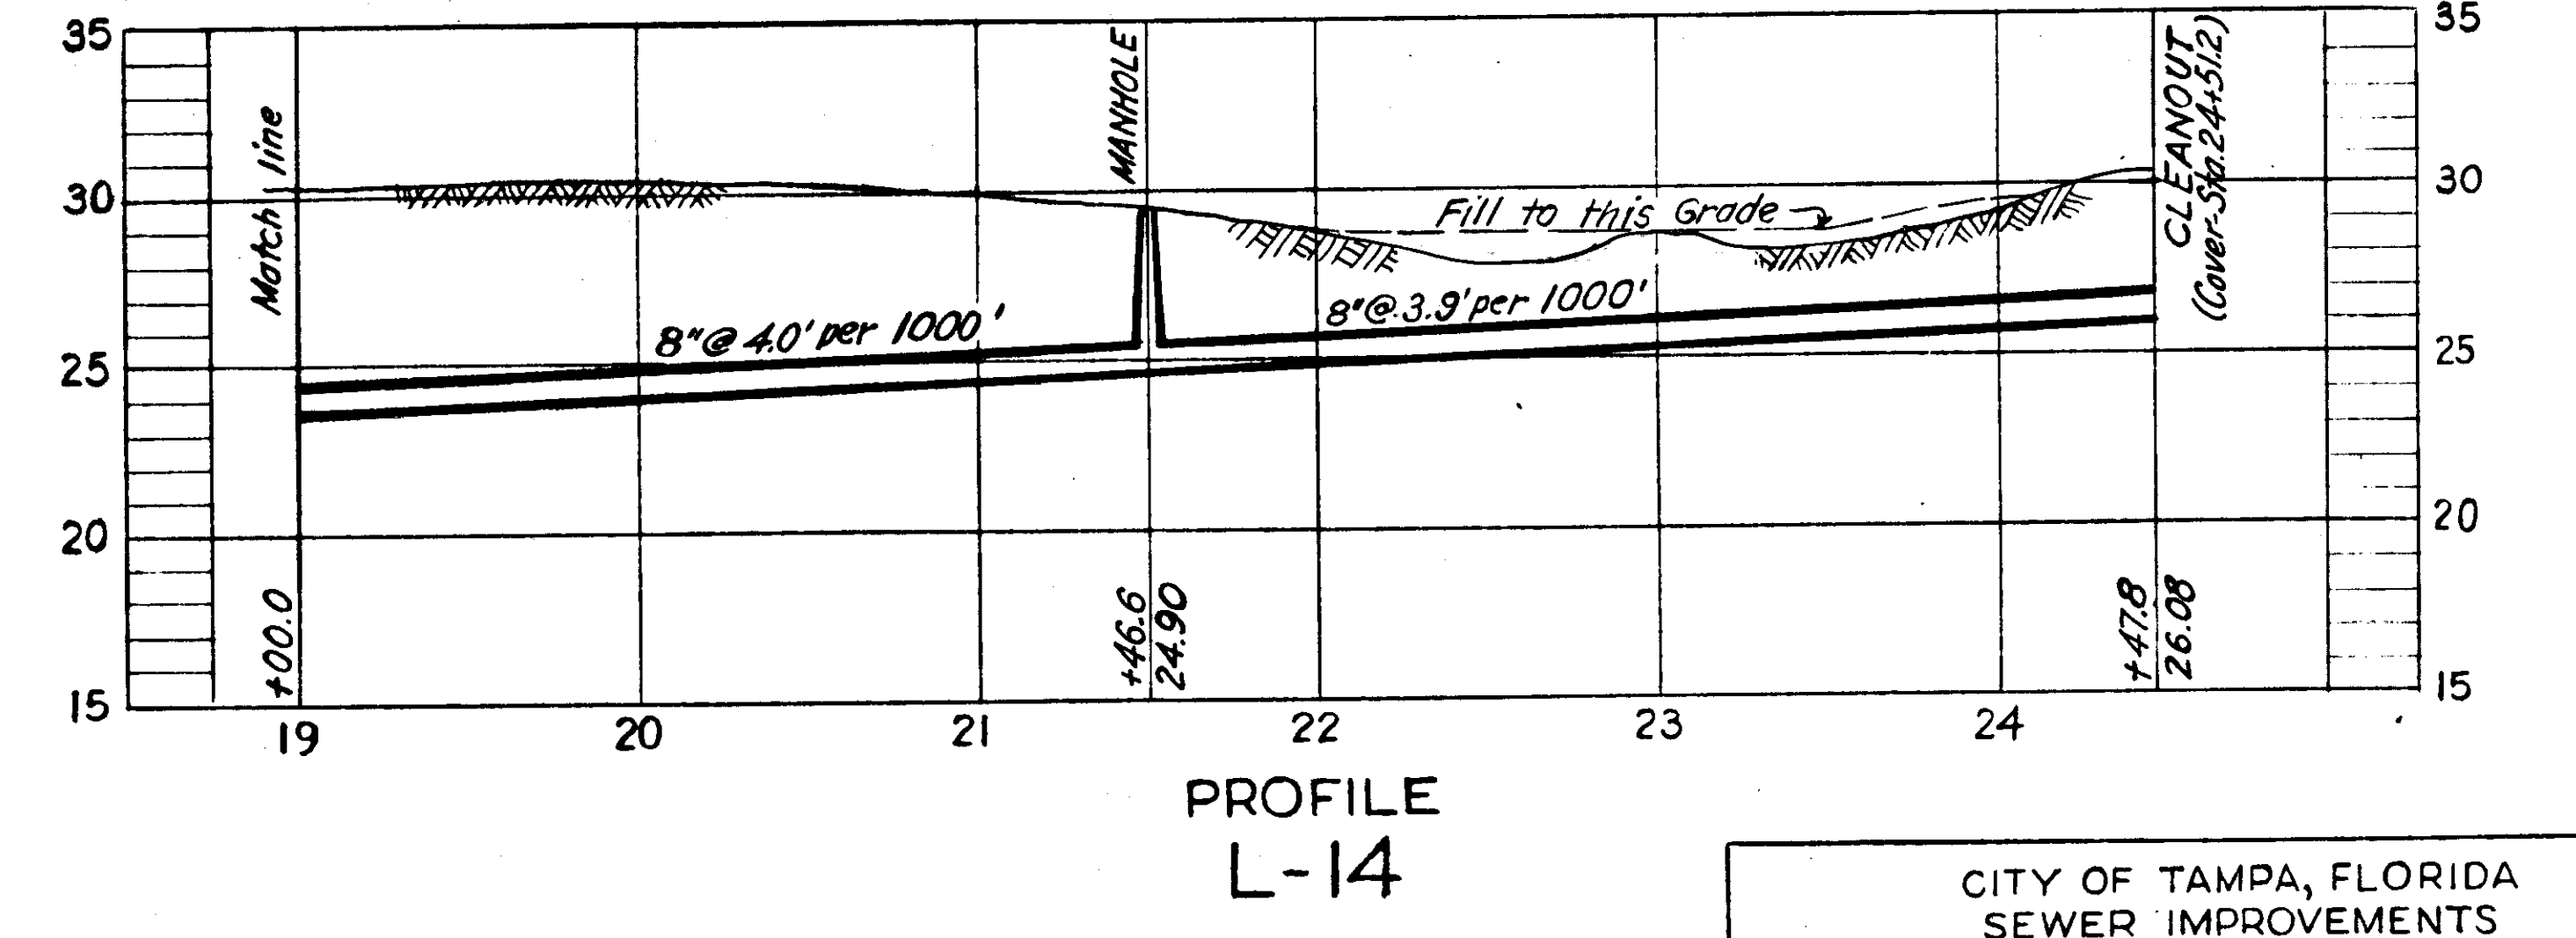 35
35
Match line
MANHOLE
CLEANOUT
(Cover-Sta.24+51.2)
30
30
Fill to this Grade
8"@ 4.0' per 1000'
8"@ 3.9' per 1000'
25
25
20
20
+00.0
+46.6
24.90
+47.8
26.08
15
15
19 20 21 22 23 24
PROFILE
L-14
CITY OF TAMPA, FLORIDA
SEWER IMPROVEMENTS